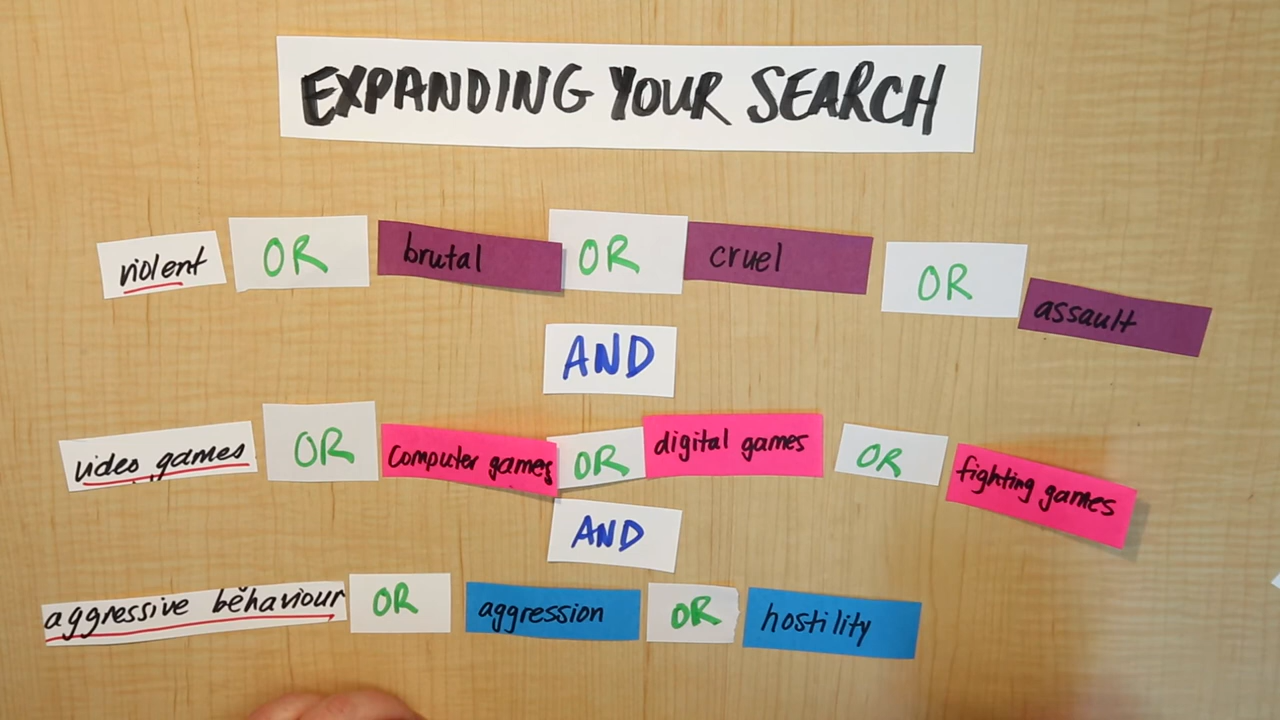 EXPANDING YOUR SEARCH
violent OR brutal OR cruel OR assault
AND
video games OR computer games OR digital games OR fighting games
AND
aggressive behaviour OR aggression OR hostility